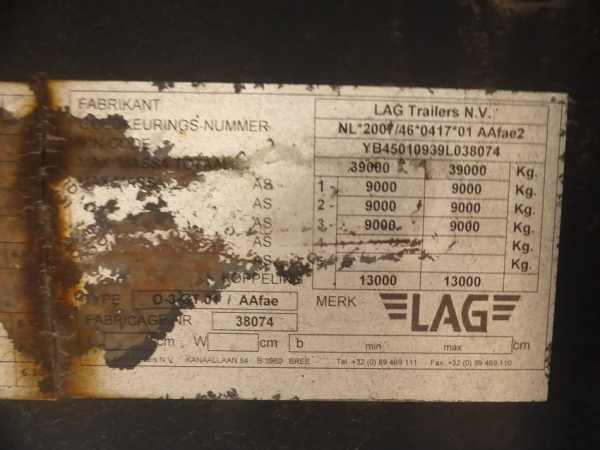 FABRIKANT LAG Trailers N.V.
GOEDKEURINGS-NUMMER NL*2007/46*0417*01 AAfae2
YB45010939L038074
39000 39000 Kg.
AS 1 - 9000 9000 Kg.
AS 2 - 9000 9000 Kg.
AS 3 - 9000 9000 Kg.
AS Kg.
AS Kg.
KOPPELING 13000 13000
TYPE / AAfae MERK LAG
FABRICAGE NR 38074
cm W cm b min max cm
N.V. KANAALLAAN 54 BREE Tel +32 (0) 89 469 111 Fax +32 (0) 89 469 110